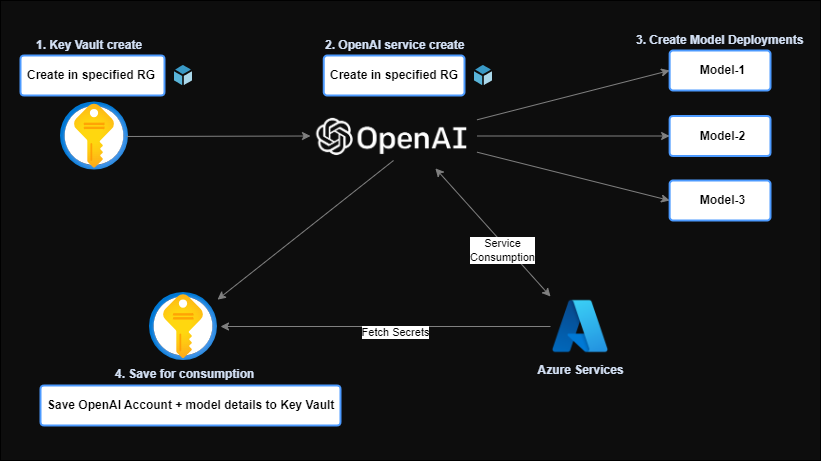 1. Key Vault create
Create in specified RG
2. OpenAI service create
Create in specified RG
3. Create Model Deployments
Model-1
Model-2
Model-3
OpenAI
Service
Consumption
Fetch Secrets
Azure Services
4. Save for consumption
Save OpenAI Account + model details to Key Vault